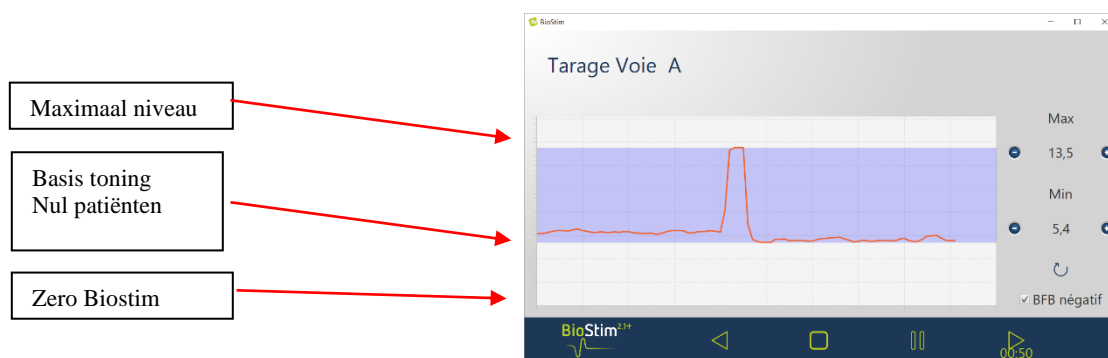 BioStim
Tarage Voie A
Maximaal niveau
Basis toning
Nul patiënten
Zero Biostim
Max
13,5
Min
5,4
BFB négatif
BioStim 2.1+
00:50